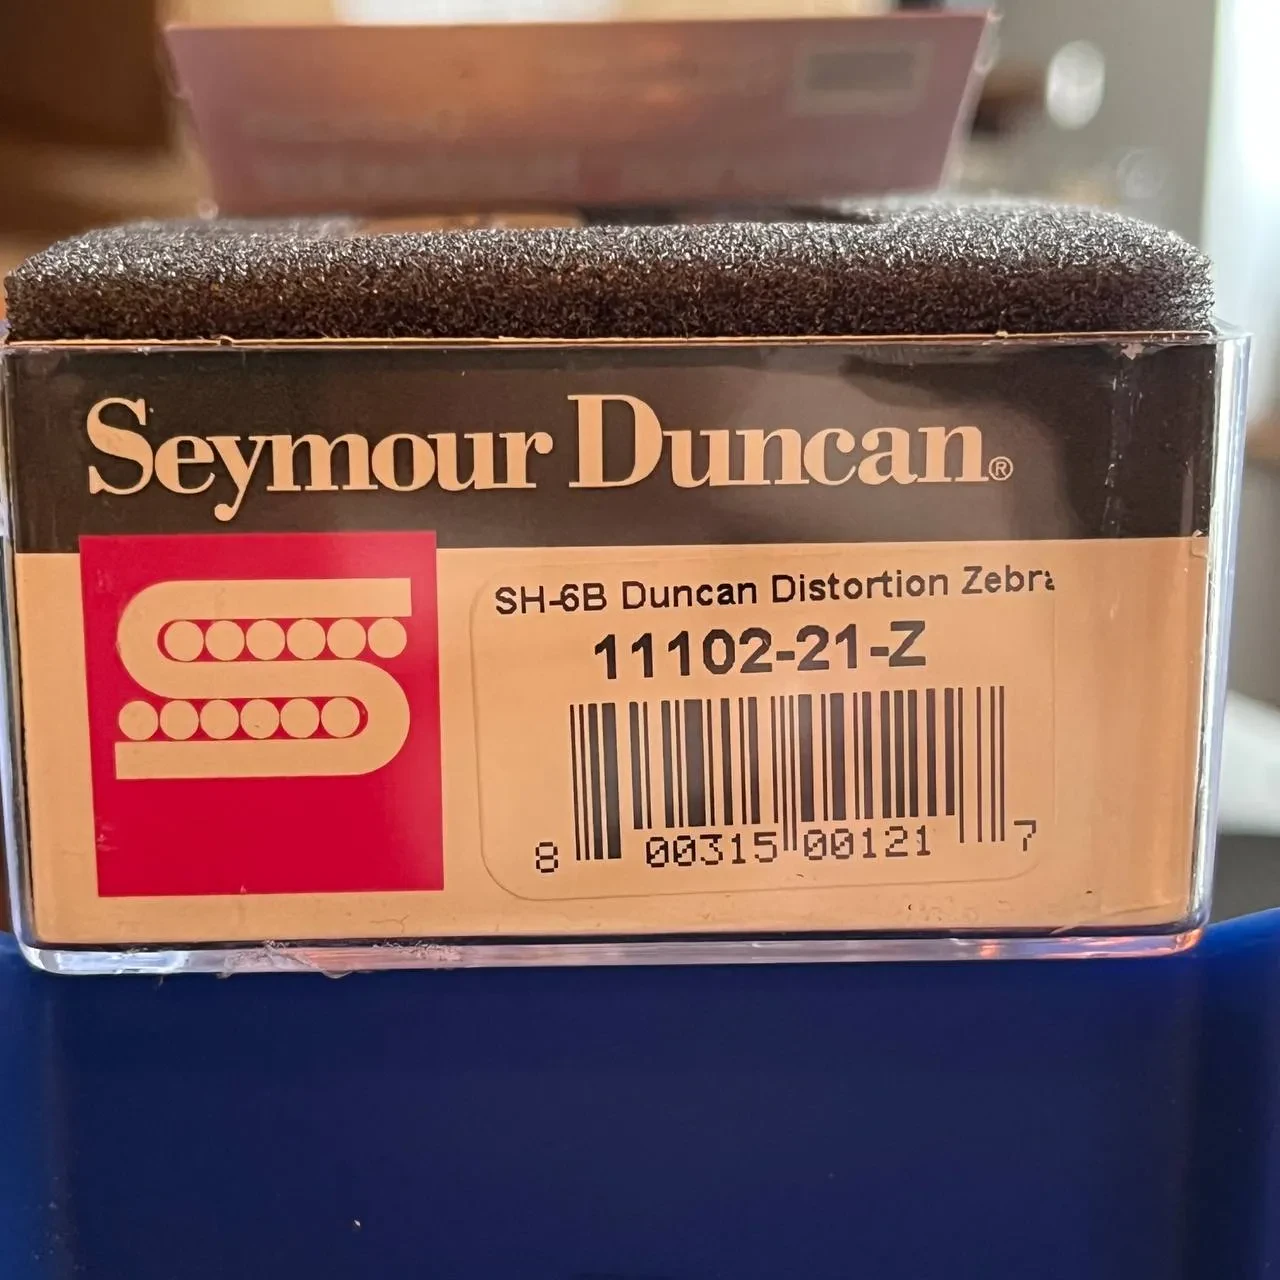 Seymour Duncan®
SH-6B Duncan Distortion Zebra
11102-21-Z
8 00315 00121 7